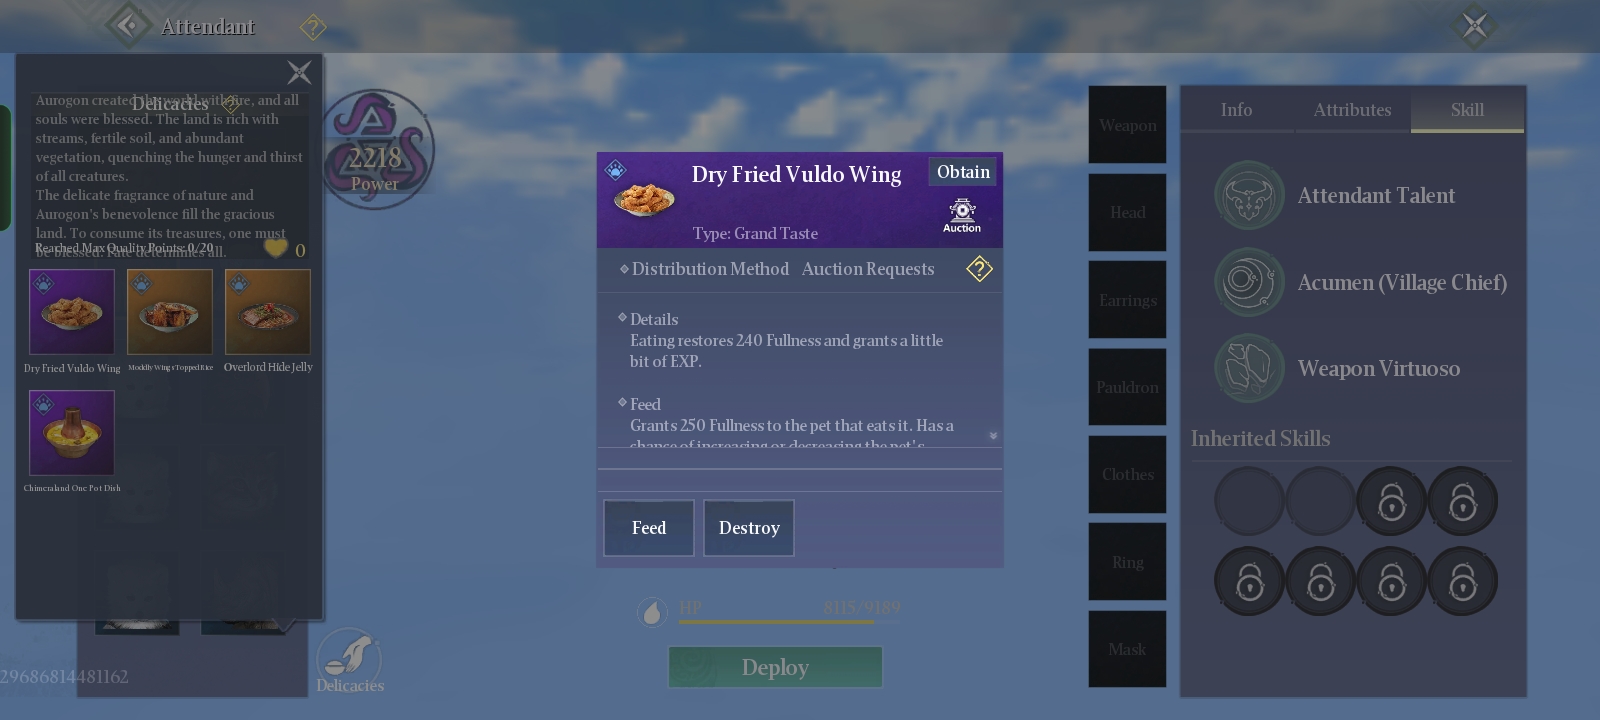 Attendant
?
Delicacies
?
Aurogon created the world with fire, and all
souls were blessed. The land is rich with
streams, fertile soil, and abundant
vegetation, quenching the hunger and thirst
of all creatures.
The delicate fragrance of nature and
Aurogon's benevolence fill the gracious
land. To consume its treasures, one must
be blessed. Fate determines all.
Reached Max Quality Points: 0/20
0
Dry Fried Vuldo Wing
Moddly Wings Topped Rice
Overlord Hide Jelly
Chimeraland One Pot Dish
2218
Power
29686814481162
Delicacies
Dry Fried Vuldo Wing
Obtain
Type: Grand Taste
Auction
Distribution Method Auction Requests
?
Details
Eating restores 240 Fullness and grants a little
bit of EXP.
Feed
Grants 250 Fullness to the pet that eats it. Has a
chance of increasing or decreasing the pet's
Feed
Destroy
HP
8115/9189
Deploy
Weapon
Head
Earrings
Pauldron
Clothes
Ring
Mask
Info
Attributes
Skill
Attendant Talent
Acumen (Village Chief)
Weapon Virtuoso
Inherited Skills